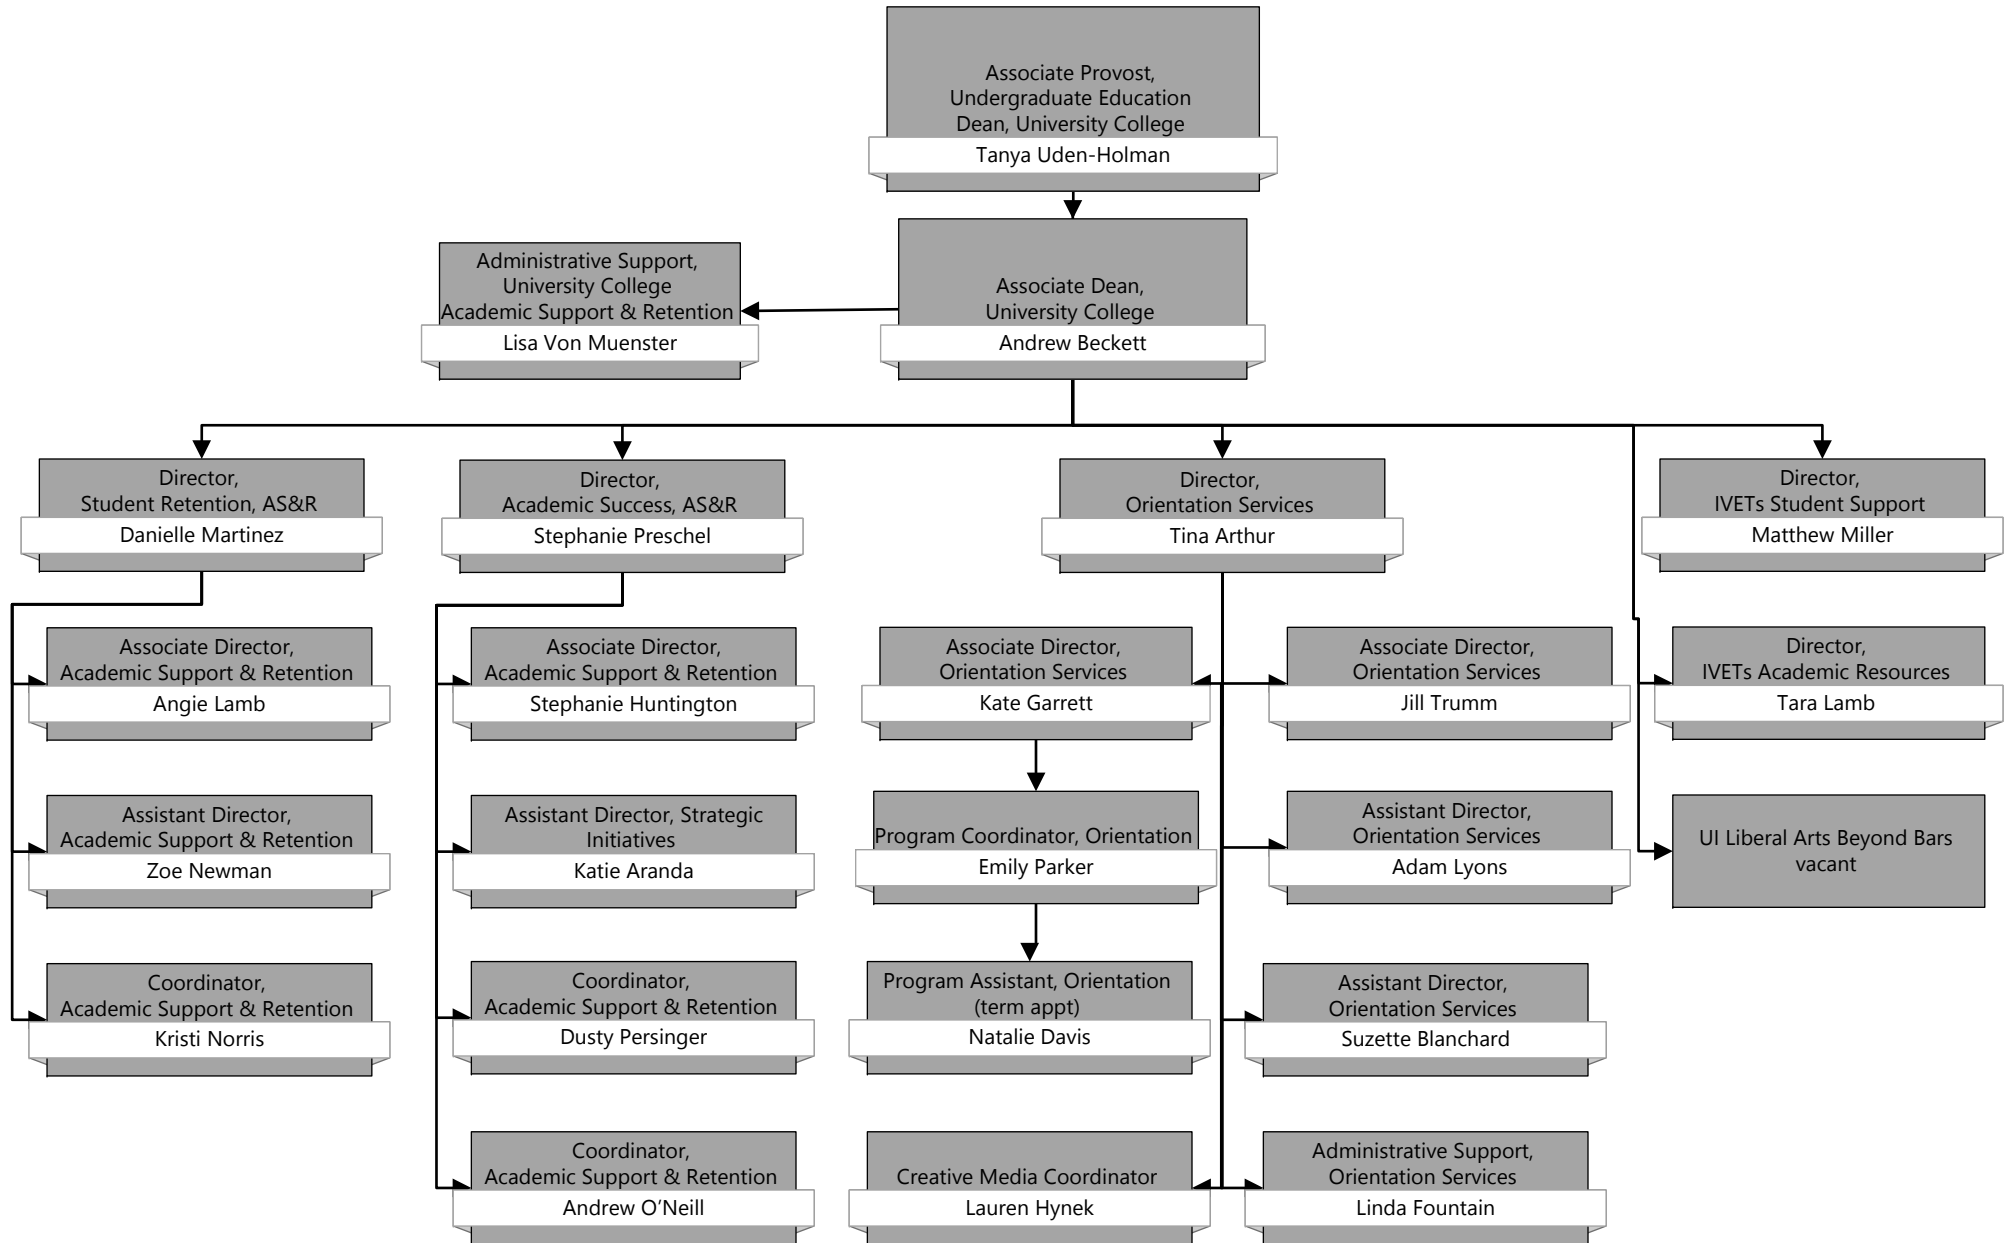 Associate Provost,
Undergraduate Education
Dean, University College
Tanya Uden-Holman
Administrative Support,
University College
Academic Support & Retention
Lisa Von Muenster
Associate Dean,
University College
Andrew Beckett
Director,
Student Retention, AS&R
Danielle Martinez
Director,
Academic Success, AS&R
Stephanie Preschel
Director,
Orientation Services
Tina Arthur
Director,
IVETs Student Support
Matthew Miller
Associate Director,
Academic Support & Retention
Angie Lamb
Associate Director,
Academic Support & Retention
Stephanie Huntington
Associate Director,
Orientation Services
Kate Garrett
Associate Director,
Orientation Services
Jill Trumm
Director,
IVETs Academic Resources
Tara Lamb
Assistant Director,
Academic Support & Retention
Zoe Newman
Assistant Director, Strategic
Initiatives
Katie Aranda
Program Coordinator, Orientation
Emily Parker
Assistant Director,
Orientation Services
Adam Lyons
UI Liberal Arts Beyond Bars
vacant
Coordinator,
Academic Support & Retention
Kristi Norris
Coordinator,
Academic Support & Retention
Dusty Persinger
Program Assistant, Orientation
(term appt)
Natalie Davis
Assistant Director,
Orientation Services
Suzette Blanchard
Coordinator,
Academic Support & Retention
Andrew O’Neill
Creative Media Coordinator
Lauren Hynek
Administrative Support,
Orientation Services
Linda Fountain